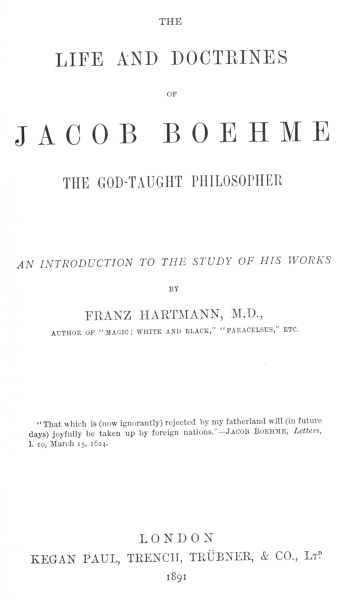 THE
LIFE AND DOCTRINES
OF
JACOB BOEHME
THE GOD-TAUGHT PHILOSOPHER
AN INTRODUCTION TO THE STUDY OF HIS WORKS
BY
FRANZ HARTMANN, M.D.,
AUTHOR OF "MAGIC: WHITE AND BLACK," "PARACELSUS," ETC.
"That which is (now ignorantly) rejected by my fatherland will (in future
days) joyfully be taken up by foreign nations."—JACOB BOEHME, Letters,
l. 10, March 15, 1624.
LONDON
KEGAN PAUL, TRENCH, TRÜBNER, & CO., LTD
1891